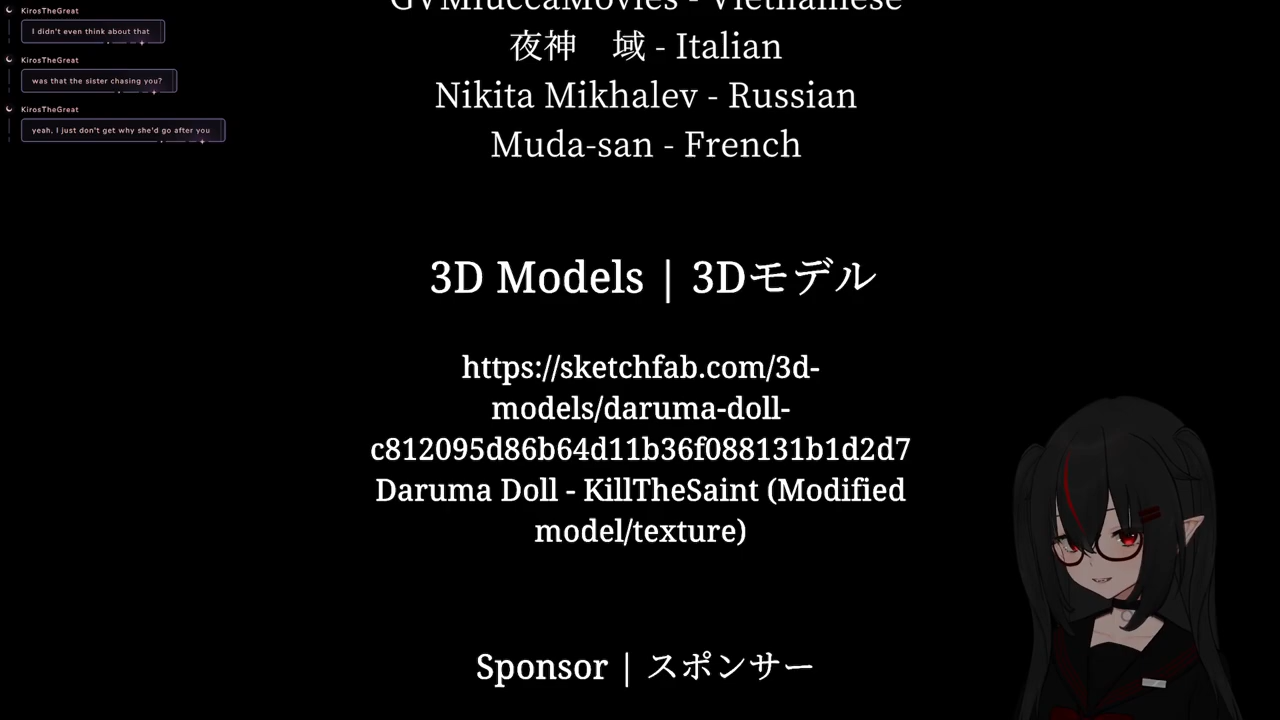 KirosTheGreat
I didn't even think about that
KirosTheGreat
was that the sister chasing you?
KirosTheGreat
yeah, I just don't get why she'd go after you
GVMfuccaMovies - Vietnamese
夜神　域 - Italian
Nikita Mikhalev - Russian
Muda-san - French
3D Models | 3Dモデル
https://sketchfab.com/3d-
models/daruma-doll-
c812095d86b64d11b36f088131b1d2d7
Daruma Doll - KillTheSaint (Modified
model/texture)
Sponsor | スポンサー